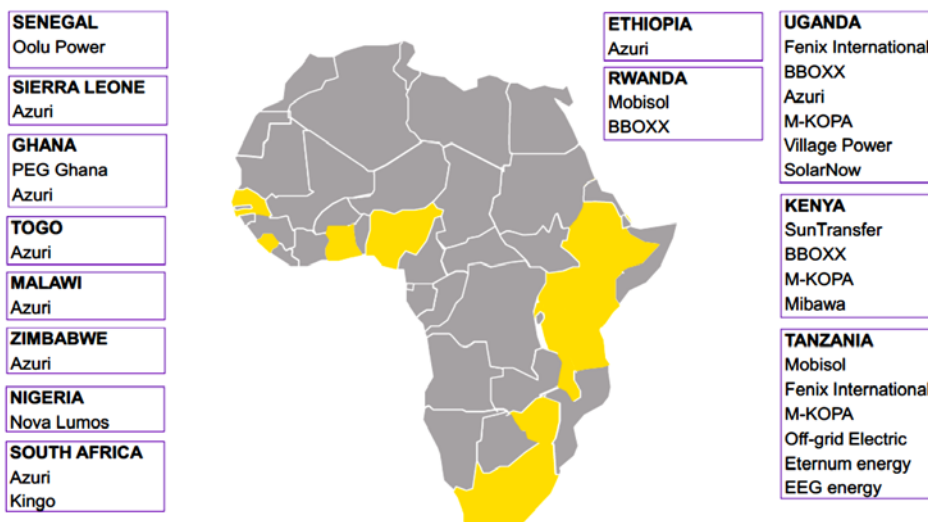 SENEGAL
Oolu Power
SIERRA LEONE
Azuri
GHANA
PEG Ghana
Azuri
TOGO
Azuri
MALAWI
Azuri
ZIMBABWE
Azuri
NIGERIA
Nova Lumos
SOUTH AFRICA
Azuri
Kingo
ETHIOPIA
Azuri
RWANDA
Mobisol
BBOXX
UGANDA
Fenix International
BBOXX
Azuri
M-KOPA
Village Power
SolarNow
KENYA
SunTransfer
BBOXX
M-KOPA
Mibawa
TANZANIA
Mobisol
Fenix International
M-KOPA
Off-grid Electric
Eternum energy
EEG energy